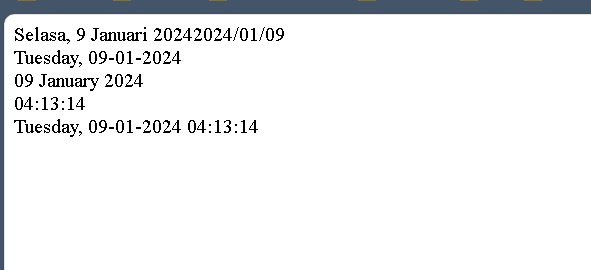 Selasa, 9 Januari 20242024/01/09
Tuesday, 09-01-2024
09 January 2024
04:13:14
Tuesday, 09-01-2024 04:13:14